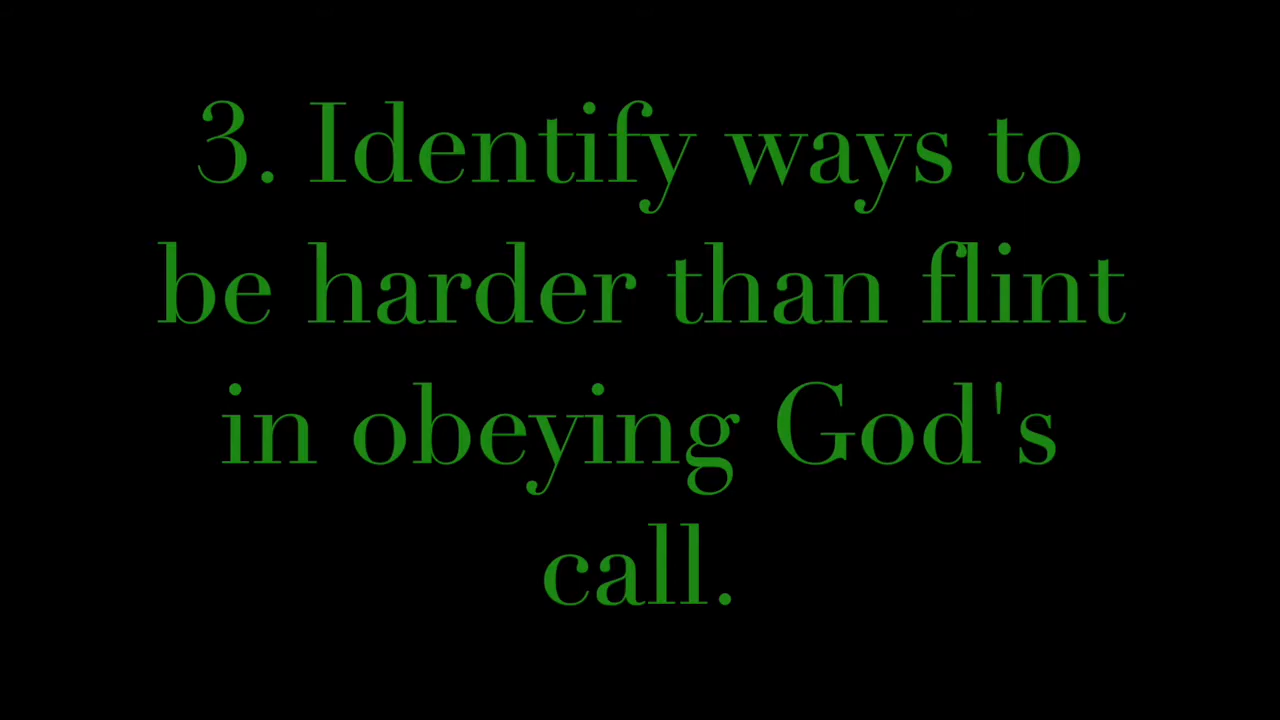 3. Identify ways to
be harder than flint
in obeying God's
call.